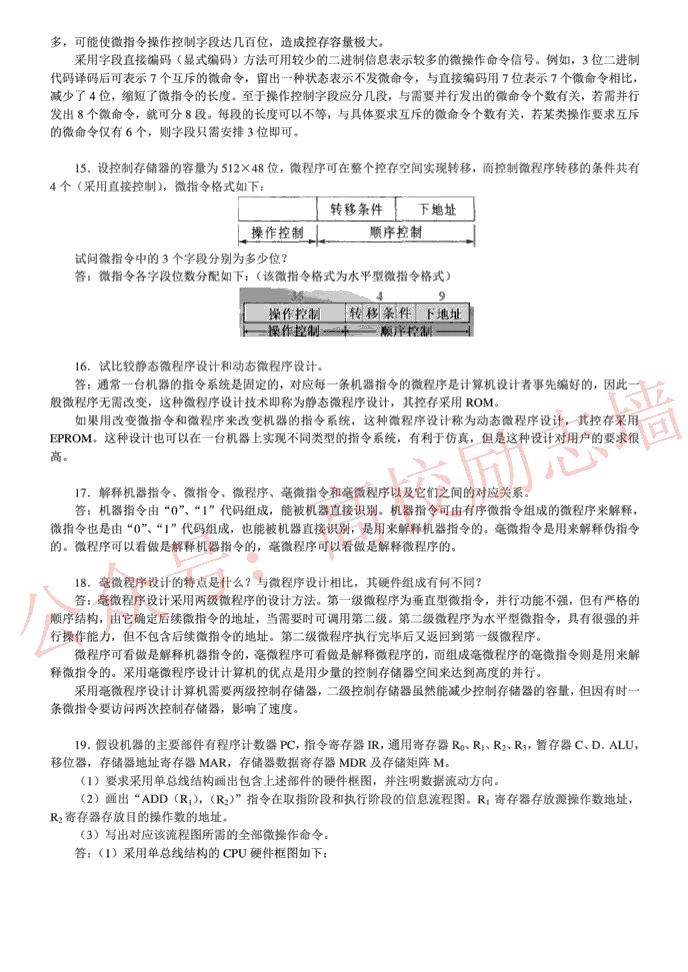 多，可能使微指令操作控制字段达几百位，造成控存容量极大。
采用字段直接编码（显式编码）方法可用较少的二进制信息表示较多的微操作命令信号。例如，3 位二进制
代码译码后可表示 7 个互斥的微命令，留出一种状态表示不发微命令，与直接编码用 7 位表示 7 个微命令相比，
减少了 4 位，缩短了微指令的长度。至于操作控制字段应分几段，与需要并行发出的微命令个数有关，若需并行
发出 8 个微命令，就可分 8 段。每段的长度可以不等，与具体要求互斥的微命令个数有关，若某类操作要求互斥
的微命令仅有 6 个，则字段只需安排 3 位即可。
15．设控制存储器的容量为 512×48 位，微程序可在整个控存空间实现转移，而控制微程序转移的条件共有
4 个（采用直接控制），微指令格式如下：
转移条件 下地址
操作控制 顺序控制
试问微指令中的 3 个字段分别为多少位？
答：微指令各字段位数分配如下：（该微指令格式为水平型微指令格式）
35 4 9
操作控制 转移条件 下地址
操作控制 顺序控制
16．试比较静态微程序设计和动态微程序设计。
答：通常一台机器的指令系统是固定的，对应每一条机器指令的微程序是计算机设计者事先编好的，因此一
般微程序无需改变，这种微程序设计技术即称为静态微程序设计，其控存采用 ROM。
如果用改变微指令和微程序来改变机器的指令系统，这种微程序设计称为动态微程序设计，其控存采用
EPROM。这种设计也可以在一台机器上实现不同类型的指令系统，有利于仿真，但是这种设计对用户的要求很
高。
17．解释机器指令、微指令、微程序、毫微指令和毫微程序以及它们之间的对应关系。
答：机器指令由“0”、“1”代码组成，能被机器直接识别。机器指令可由有序微指令组成的微程序来解释，
微指令也是由“0”、“1”代码组成，也能被机器直接识别，是用来解释机器指令的。毫微指令是用来解释伪指令
的。微程序可以看做是解释机器指令的，毫微程序可以看做是解释微程序的。
18．毫微程序设计的特点是什么？与微程序设计相比，其硬件组成有何不同？
答：毫微程序设计采用两级微程序的设计方法。第一级微程序为垂直型微指令，并行功能不强，但有严格的
顺序结构，由它确定后续微指令的地址，当需要时可调用第二级。第二级微程序为水平型微指令，具有很强的并
行操作能力，但不包含后续微指令的地址。第二级微程序执行完毕后又返回到第一级微程序。
微程序可看做是解释机器指令的，毫微程序可看做是解释微程序的，而组成毫微程序的毫微指令则是用来解
释微指令的。采用毫微程序设计计算机的优点是用少量的控制存储器空间来达到高度的并行。
采用毫微程序设计计算机需要两级控制存储器，二级控制存储器虽然能减少控制存储器的容量，但因有时一
条微指令要访问两次控制存储器，影响了速度。
19．假设机器的主要部件有程序计数器 PC，指令寄存器 IR，通用寄存器 R₀、R₁、R₂、R₃，暂存器 C、D．ALU，
移位器，存储器地址寄存器 MAR，存储器数据寄存器 MDR 及存储矩阵 M。
（1）要求采用单总线结构画出包含上述部件的硬件框图，并注明数据流动方向。
（2）画出“ADD（R₁），（R₂）”指令在取指阶段和执行阶段的信息流程图。R₁ 寄存器存放源操作数地址，
R₂ 寄存器存放目的操作数的地址。
（3）写出对应该流程图所需的全部微操作命令。
答：（1）采用单总线结构的 CPU 硬件框图如下：
公众号：高校励志墙